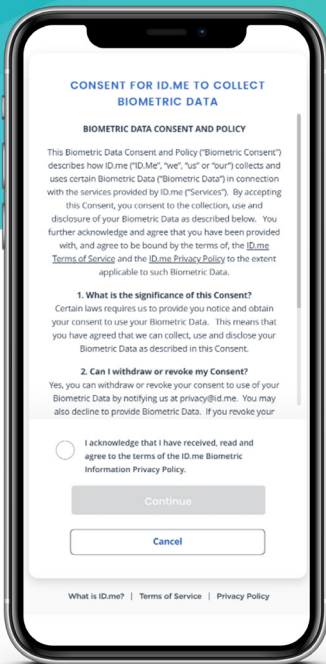 CONSENT FOR ID.ME TO COLLECT
BIOMETRIC DATA
BIOMETRIC DATA CONSENT AND POLICY
This Biometric Data Consent and Policy ("Biometric Consent")
describes how ID.me ("ID.Me", "we", "us" or "our") collects and
uses certain Biometric Data ("Biometric Data") in connection
with the services provided by ID.me ("Services").  By accepting
this Consent, you consent to the collection, use and
disclosure of your Biometric Data as described below.   You
further acknowledge and agree that you have been provided
with, and agree to be bound by the terms of, the ID.me
Terms of Service and the ID.me Privacy Policy to the extent
applicable to such Biometric Data.
1. What is the significance of this Consent?
Certain laws requires us to provide you notice and obtain
your consent to use your Biometric Data.   This means that
you have agreed that we can collect, use and disclose your
Biometric Data as described in this Consent.
2. Can I withdraw or revoke my Consent?
Yes, you can withdraw or revoke your consent to use of your
Biometric Data by notifying us at privacy@id.me.  You may
also decline to provide Biometric Data.  If you revoke your
I acknowledge that I have received, read and
agree to the terms of the ID.me Biometric
Information Privacy Policy.
Continue
Cancel
What is ID.me? | Terms of Service | Privacy Policy